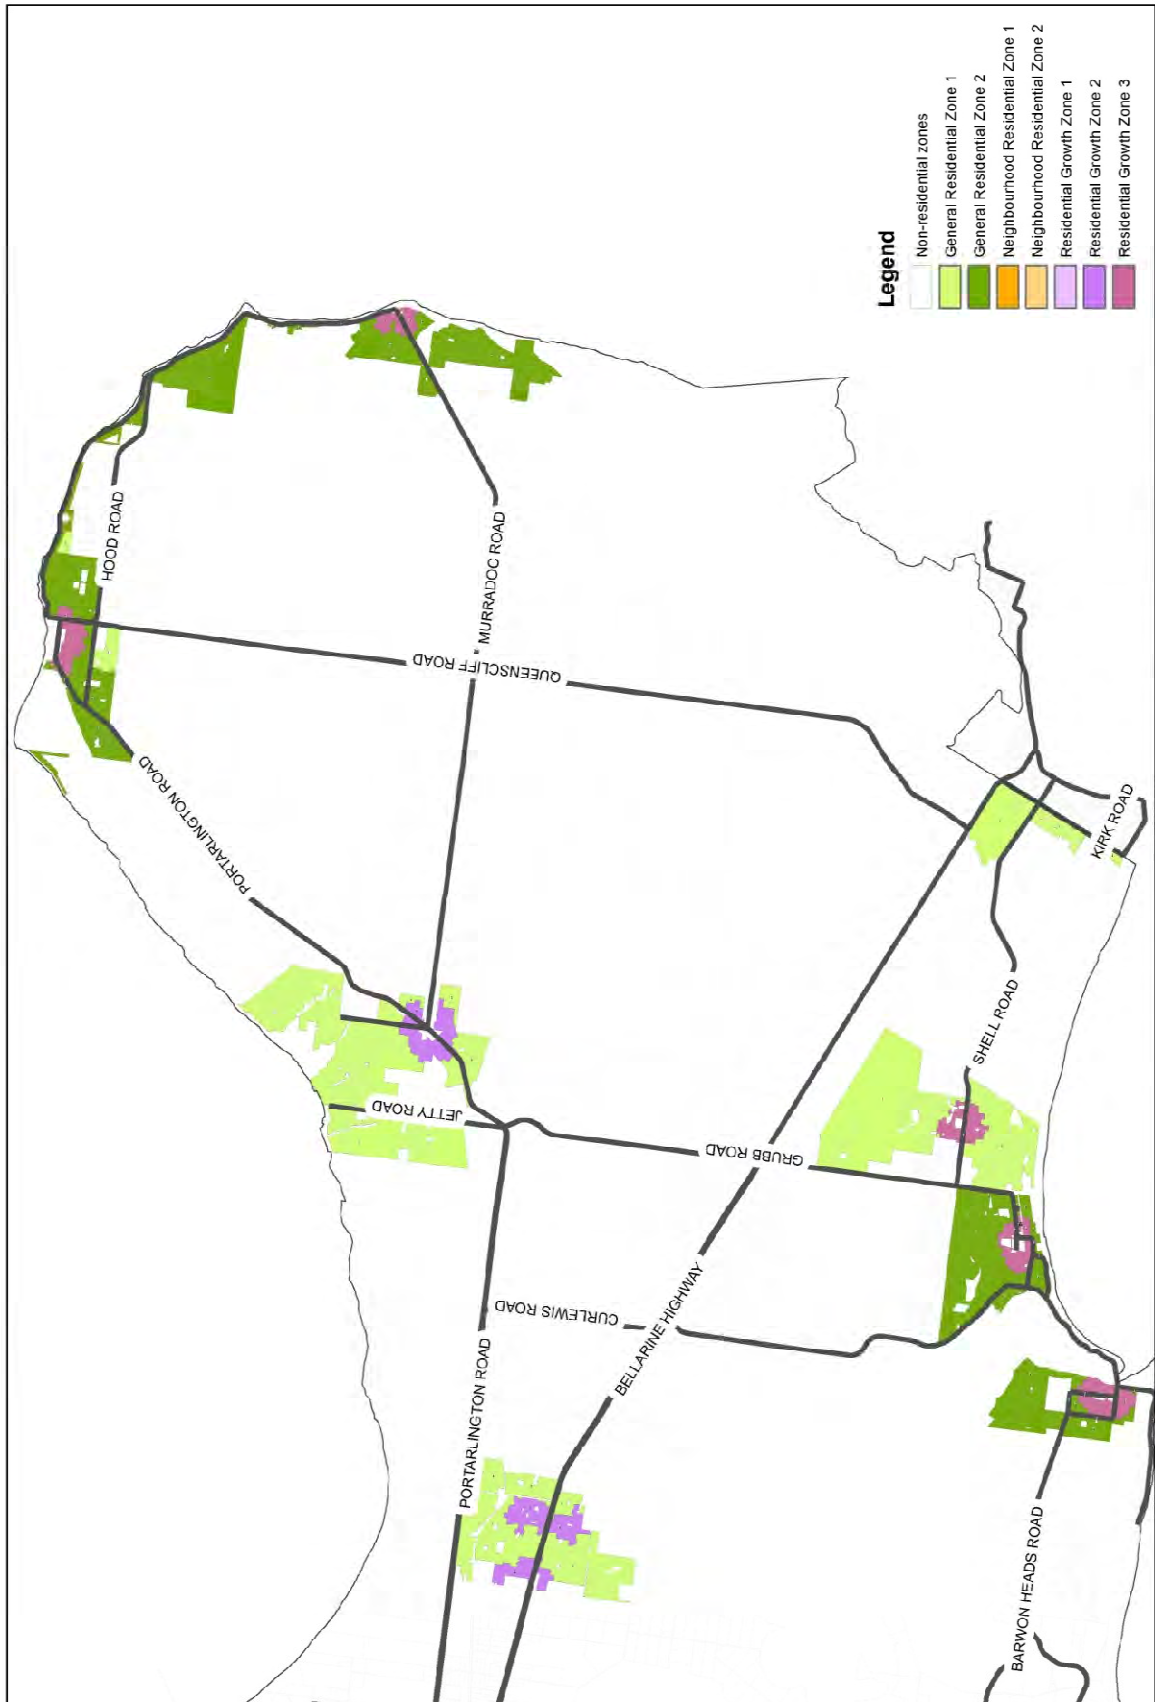 Legend
Non-residential zones
General Residential Zone 1
General Residential Zone 2
Neighbourhood Residential Zone 1
Neighbourhood Residential Zone 2
Residential Growth Zone 1
Residential Growth Zone 2
Residential Growth Zone 3
HOOD ROAD
MURRADOC ROAD
QUEENSCLIFF ROAD
PORTARLINGTON ROAD
KIRK ROAD
SHELL ROAD
JETTY ROAD
GRUBB ROAD
CURLEWIS ROAD
BELLARINE HIGHWAY
PORTARLINGTON ROAD
BARWON HEADS ROAD